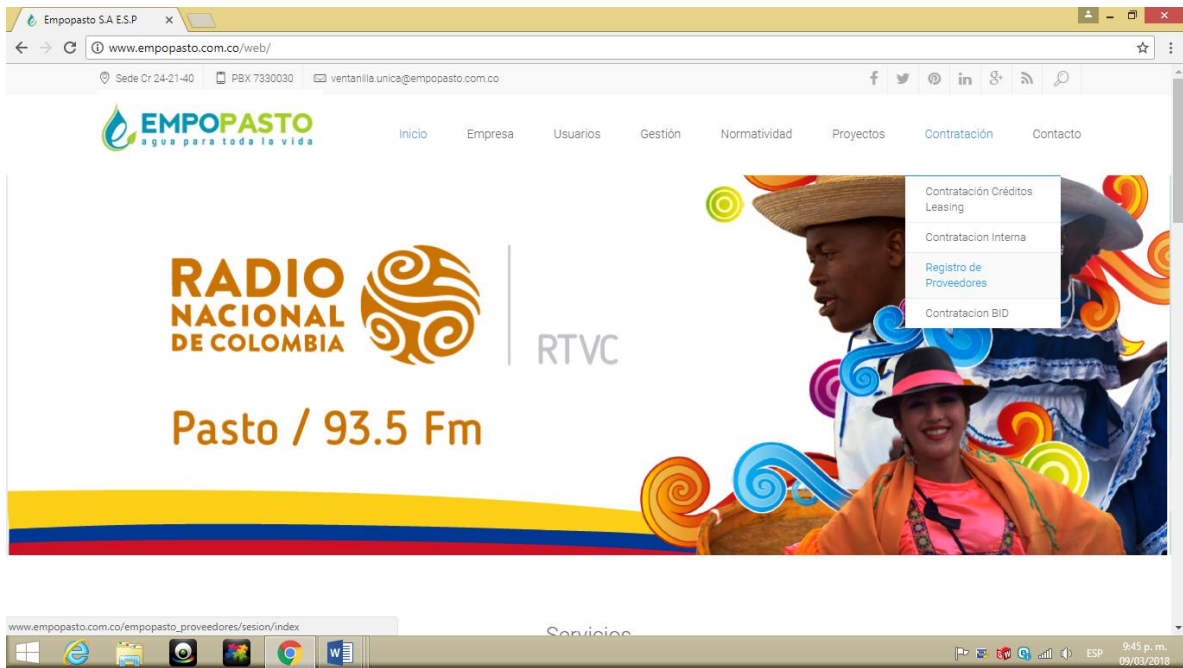 Empopasto S.A E.S.P
www.empopasto.com.co/web/
Sede Cr 24-21-40 PBX 7330030 ventanilla.unica@empopasto.com.co
EMPOPASTO
agua para toda la vida
Inicio Empresa Usuarios Gestión Normatividad Proyectos Contratación Contacto
Contratación Créditos
Leasing
Contratacion Interna
Registro de
Proveedores
Contratacion BID
RADIO
NACIONAL
DE COLOMBIA
RTVC
Pasto / 93.5 Fm
Servicios
www.empopasto.com.co/empopasto_proveedores/sesion/index
ESP
9:45 p. m.
09/03/2018